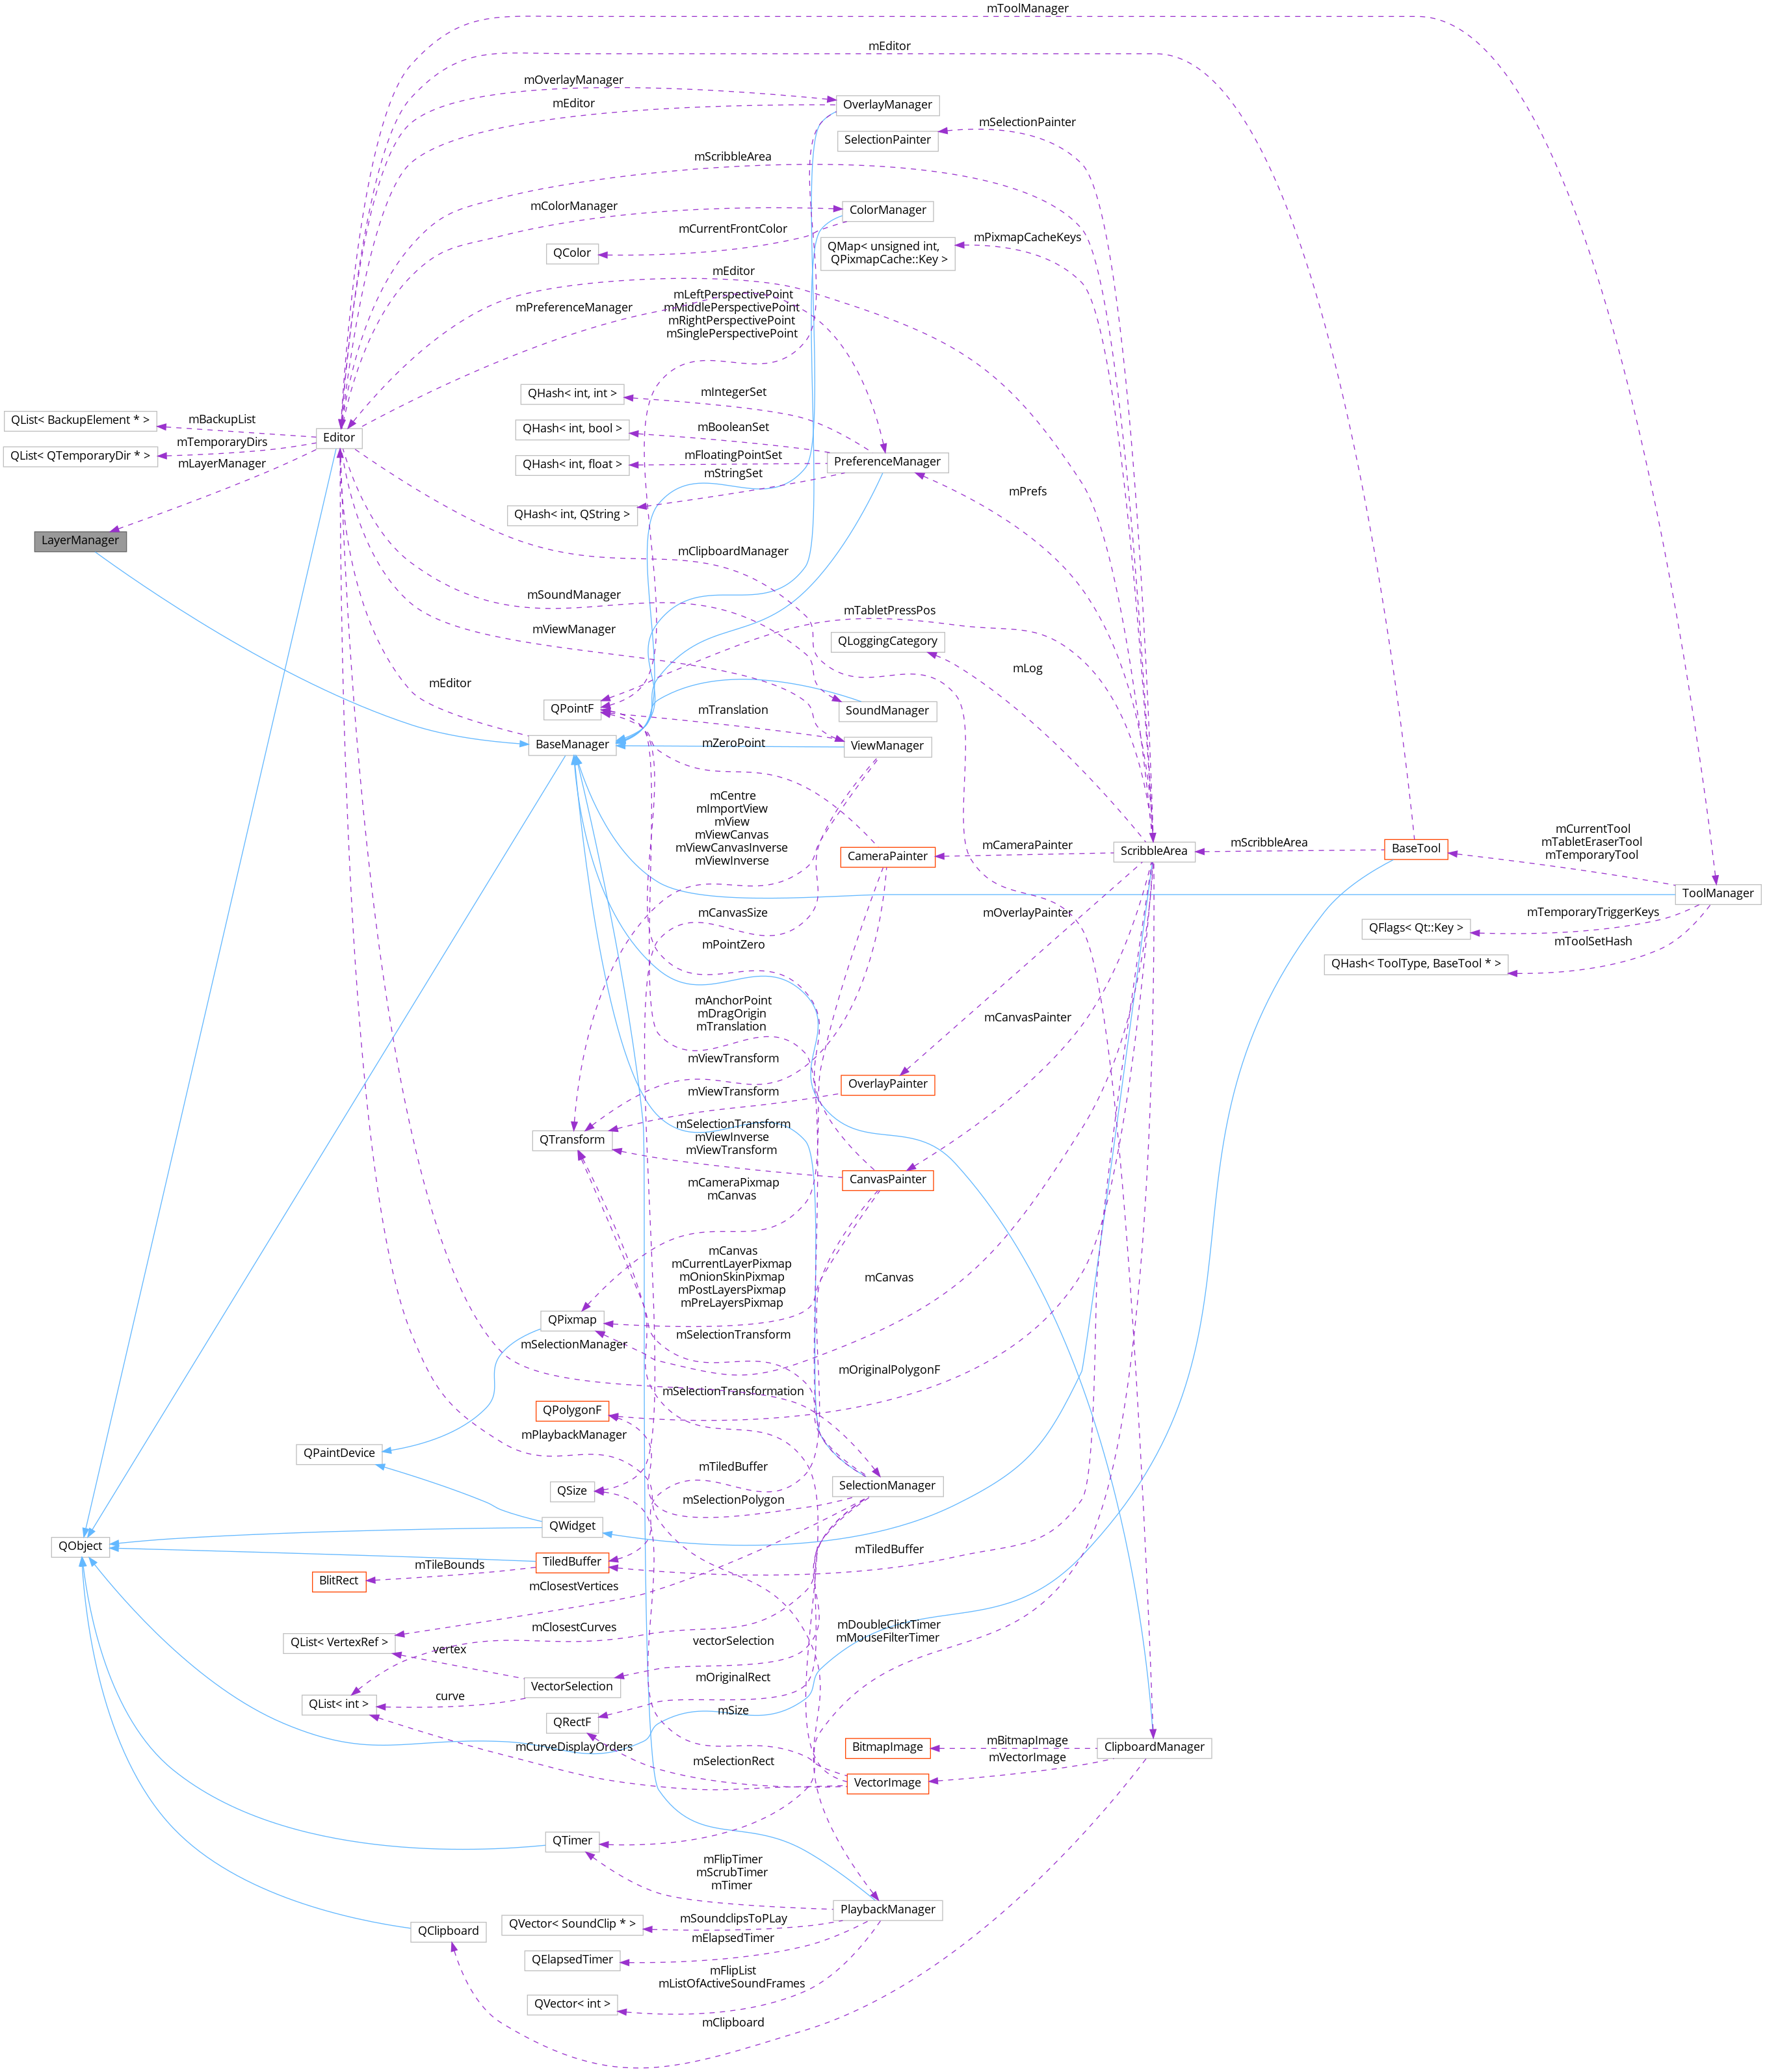 mToolManager
mEditor
mOverlayManager
mEditor
OverlayManager
mSelectionPainter
SelectionPainter
mScribbleArea
mColorManager
ColorManager
mCurrentFrontColor
QColor
QMap< unsigned int,
QPixmapCache::Key >
mPixmapCacheKeys
mEditor
mPreferenceManager
mLeftPerspectivePoint
mMiddlePerspectivePoint
mRightPerspectivePoint
mSinglePerspectivePoint
QHash< int, int >
mIntegerSet
QList< BackupElement * >
mBackupList
Editor
QHash< int, bool >
mBooleanSet
QList< QTemporaryDir * >
mTemporaryDirs
mLayerManager
QHash< int, float >
mFloatingPointSet
PreferenceManager
mStringSet
mPrefs
QHash< int, QString >
LayerManager
mClipboardManager
mSoundManager
mTabletPressPos
mViewManager
QLoggingCategory
mLog
mEditor
QPointF
mTranslation
SoundManager
BaseManager
mZeroPoint
ViewManager
mCentre
mImportView
mView
mViewCanvas
mViewCanvasInverse
mViewInverse
CameraPainter
mCameraPainter
ScribbleArea
mScribbleArea
BaseTool
mCurrentTool
mTabletEraserTool
mTemporaryTool
ToolManager
mCanvasSize
mOverlayPainter
mTemporaryTriggerKeys
QFlags< Qt::Key >
mPointZero
mToolSetHash
QHash< ToolType, BaseTool * >
mAnchorPoint
mDragOrigin
mTranslation
mCanvasPainter
mViewTransform
OverlayPainter
mViewTransform
QTransform
mSelectionTransform
mViewInverse
mViewTransform
CanvasPainter
mCameraPixmap
mCanvas
mCanvas
mCurrentLayerPixmap
mOnionSkinPixmap
mPostLayersPixmap
mPreLayersPixmap
mCanvas
QPixmap
mSelectionManager
mSelectionTransform
mOriginalPolygonF
mSelectionTransformation
QPolygonF
mPlaybackManager
QPaintDevice
mTiledBuffer
SelectionManager
QSize
mSelectionPolygon
QWidget
QObject
mTiledBuffer
TiledBuffer
mTileBounds
BlitRect
mClosestVertices
mClosestCurves
mDoubleClickTimer
mMouseFilterTimer
QList< VertexRef >
vertex
vectorSelection
mOriginalRect
VectorSelection
curve
QList< int >
mSize
QRectF
mCurveDisplayOrders
mSelectionRect
BitmapImage
mBitmapImage
ClipboardManager
mVectorImage
VectorImage
QTimer
mFlipTimer
mScrubTimer
mTimer
PlaybackManager
mSoundclipsToPLay
QVector< SoundClip * >
QClipboard
mElapsedTimer
QElapsedTimer
mFlipList
mListOfActiveSoundFrames
QVector< int >
mClipboard